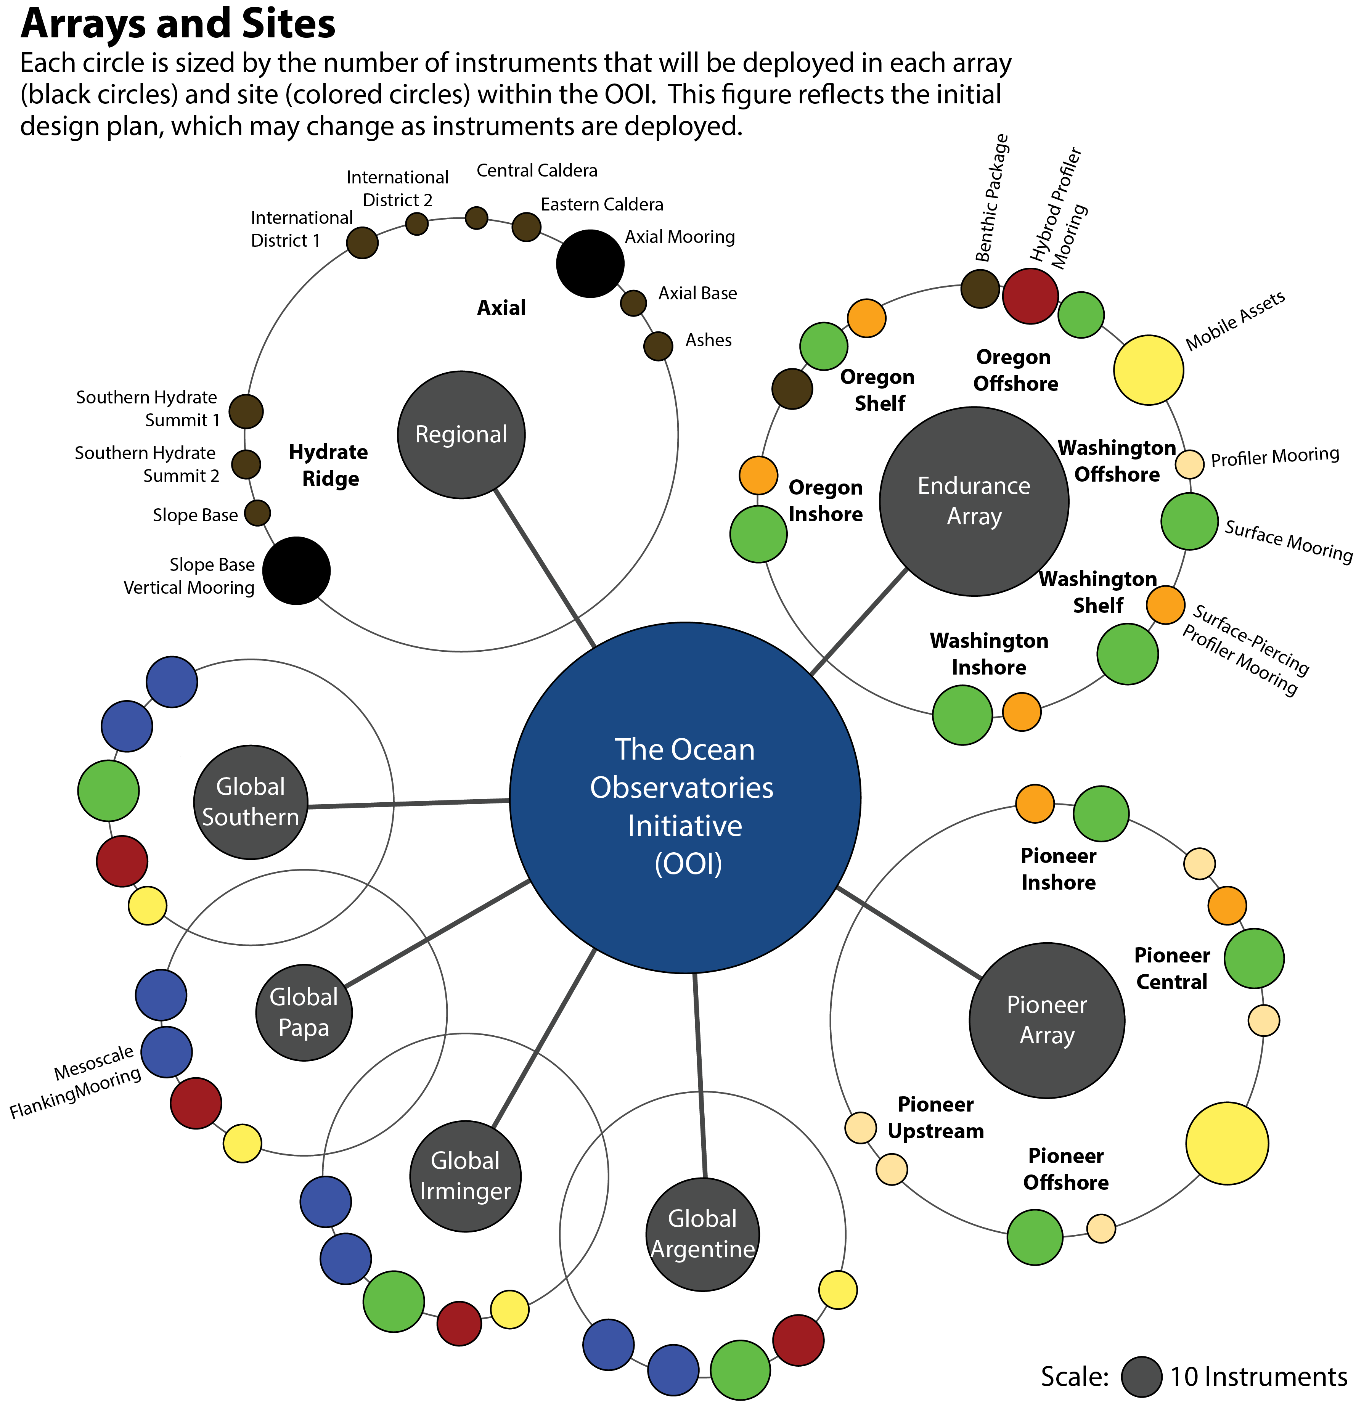 Arrays and Sites
Each circle is sized by the number of instruments that will be deployed in each array
(black circles) and site (colored circles) within the OOI.  This figure reflects the initial
design plan, which may change as instruments are deployed.
International
District 1
International
District 2
Central Caldera
Eastern Caldera
Axial Mooring
Axial Base
Ashes
Axial
Southern Hydrate
Summit 1
Southern Hydrate
Summit 2
Slope Base
Slope Base
Vertical Mooring
Hydrate
Ridge
Regional
Benthic Package
Hybrod Profiler
Mooring
Mobile Assets
Oregon
Offshore
Oregon
Shelf
Oregon
Inshore
Endurance
Array
Washington
Offshore
Profiler Mooring
Surface Mooring
Washington
Shelf
Surface-Piercing
Profiler Mooring
Washington
Inshore
The Ocean
Observatories
Initiative
(OOI)
Global
Southern
Global
Papa
Mesoscale
FlankingMooring
Global
Irminger
Global
Argentine
Pioneer
Inshore
Pioneer
Central
Pioneer
Array
Pioneer
Upstream
Pioneer
Offshore
Scale:
10 Instruments